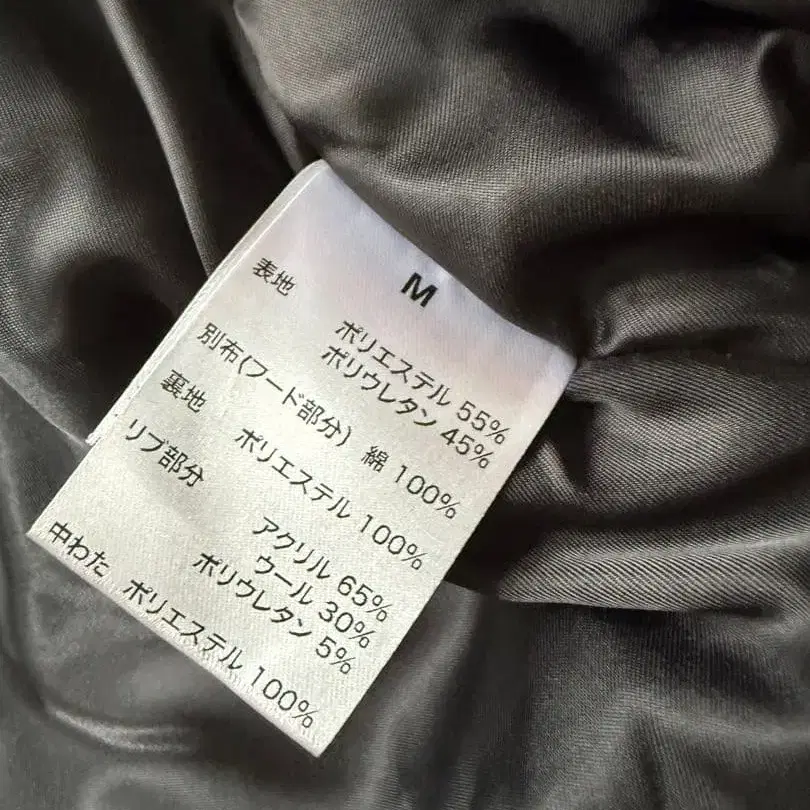 M
表地
ポリエステル 55%
ポリウレタン 45%
別布(フード部分) 綿 100%
裏地
ポリエステル 100%
リブ部分
アクリル 65%
ウール 30%
ポリウレタン 5%
中わた ポリエステル 100%